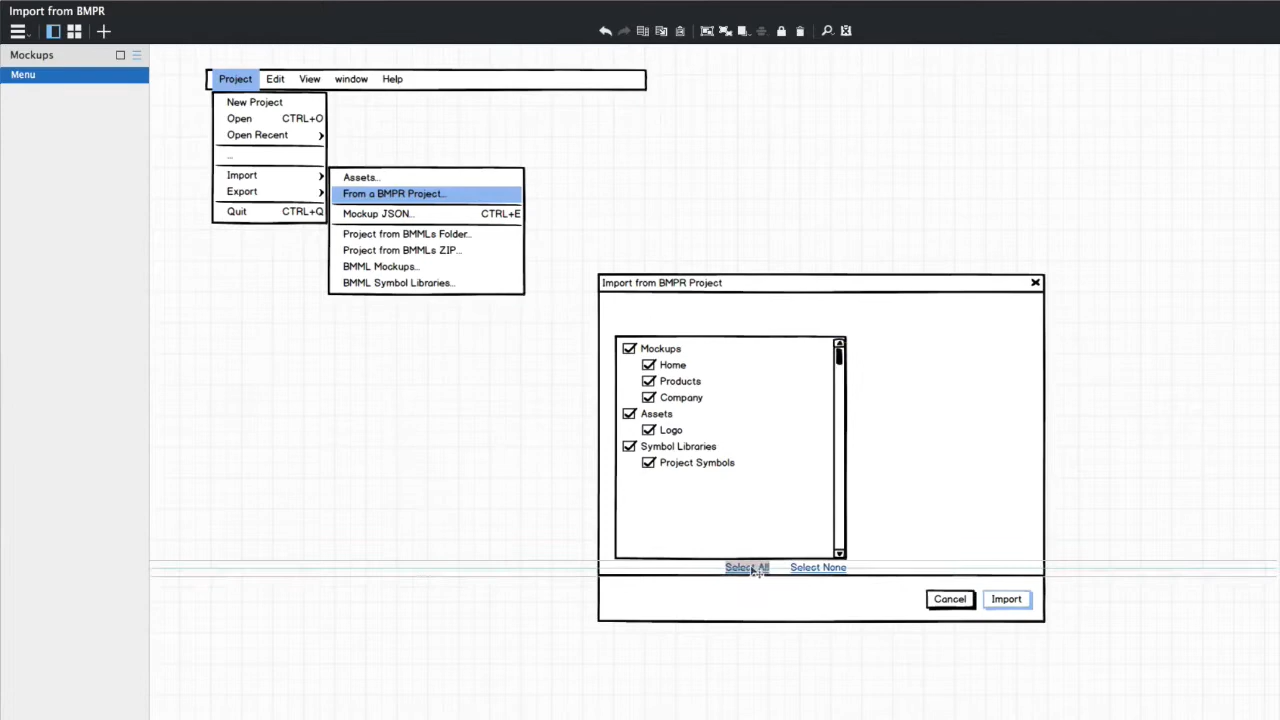 Import from BMPR
Mockups
Menu
Project Edit View window Help
New Project
Open CTRL+O
Open Recent
...
Import
Export
Quit CTRL+Q
Assets...
From a BMPR Project...
Mockup JSON... CTRL+E
Project from BMMLs Folder...
Project from BMMLs ZIP...
BMML Mockups...
BMML Symbol Libraries...
Import from BMPR Project
Mockups
Home
Products
Company
Assets
Logo
Symbol Libraries
Project Symbols
Select All Select None
Cancel Import